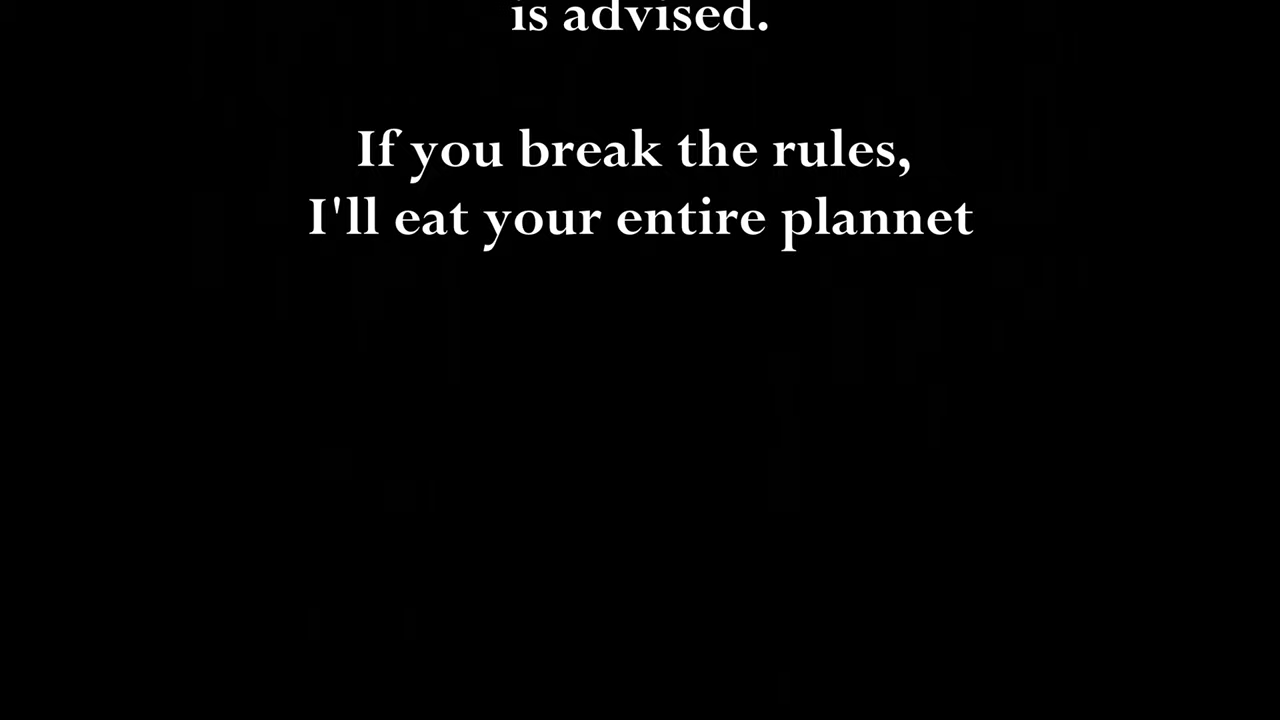 is advised.
If you break the rules,
I'll eat your entire plannet